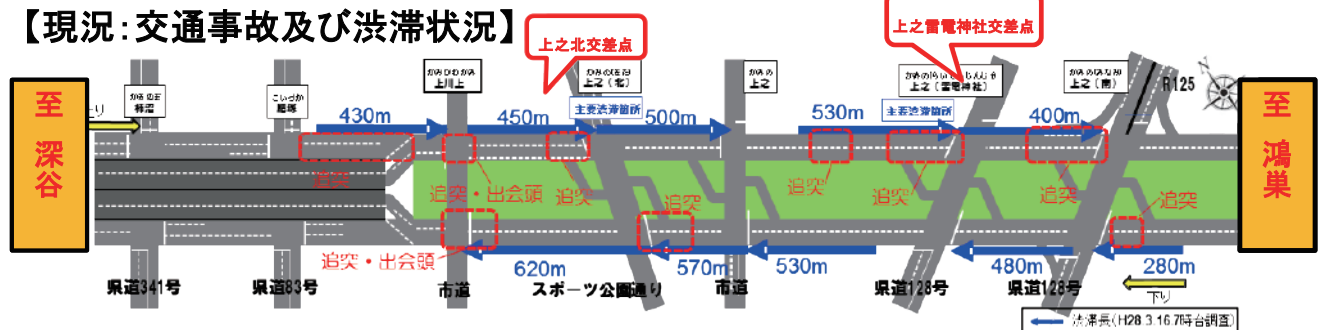 【現況：交通事故及び渋滞状況】
上之北交差点
上之雷電神社交差点
至 深谷
至 鴻巣
柿沼
上川上
上之（北）
上之
上之（雷電神社）
上之（南）
R125
主要渋滞箇所
主要渋滞箇所
430m
450m
500m
530m
400m
追突
追突・出会頭
追突
追突
追突
追突
追突
追突
追突・出会頭
620m
570m
530m
480m
280m
県道341号
県道83号
市道
スポーツ公園通り
市道
県道128号
県道128号
下り
渋滞長(H28.3.16.7時台調査)